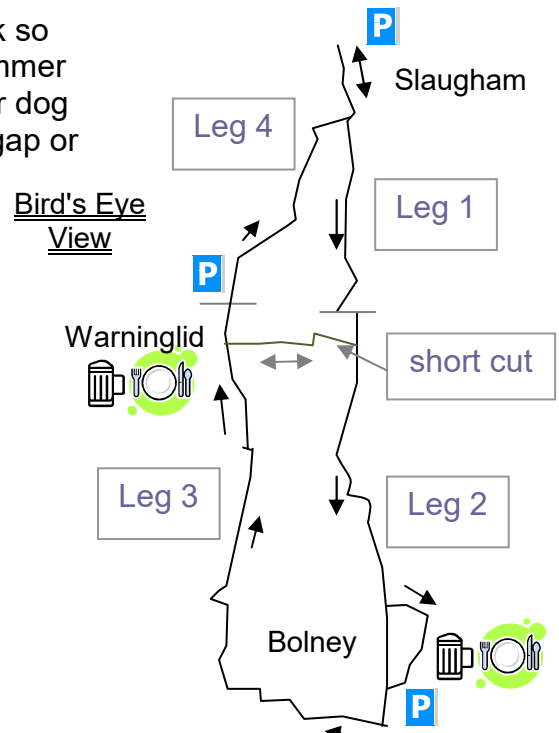 k so
mmer
r dog
gap or
Bird's Eye
View
P
Slaugham
Leg 4
Leg 1
P
Warninglid
short cut
Leg 3
Leg 2
Bolney
P